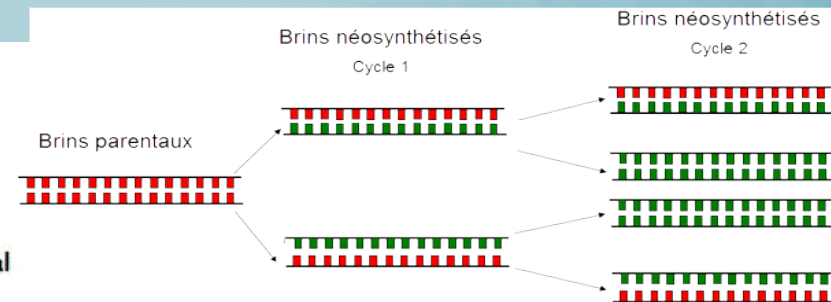 Brins néosynthétisés
Cycle 1
Brins néosynthétisés
Cycle 2
Brins parentaux